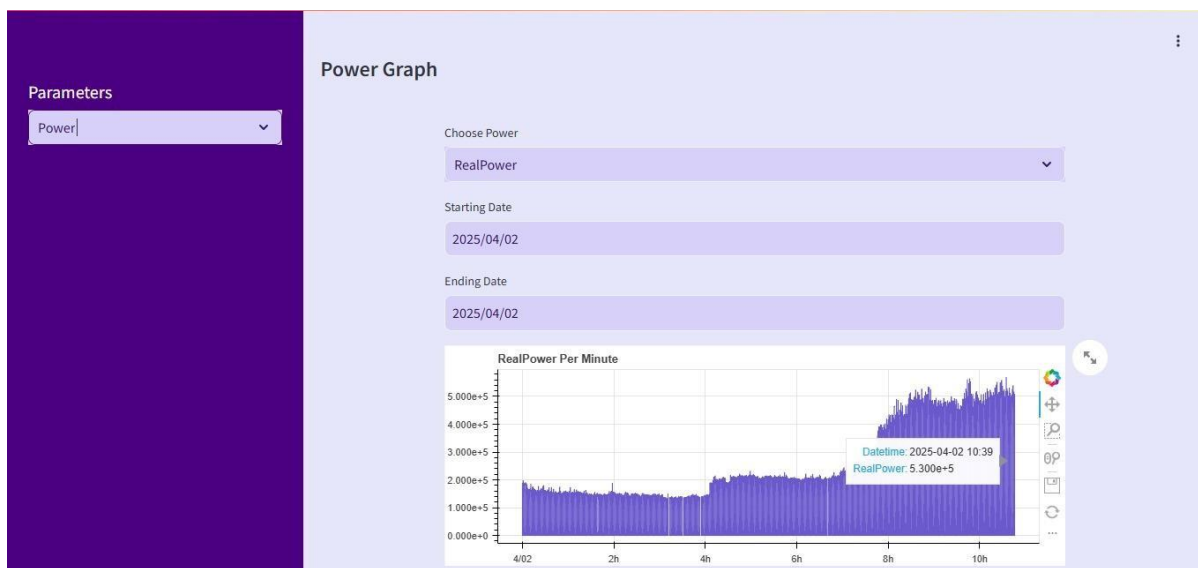 Parameters
Power
Power Graph
Choose Power
RealPower
Starting Date
2025/04/02
Ending Date
2025/04/02
RealPower Per Minute
5.000e+5
4.000e+5
3.000e+5
2.000e+5
1.000e+5
0.000e+0
Datetime: 2025-04-02 10:39
RealPower: 5.300e+5
4/02 2h 4h 6h 8h 10h